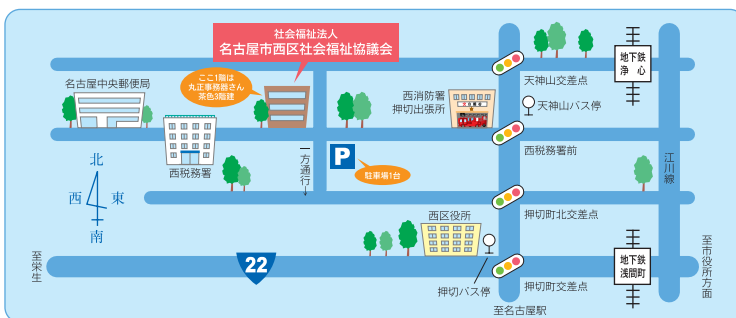 社会福祉法人
名古屋市西区社会福祉協議会
名古屋中央郵便局
ここ1階は
丸正事務器さん
茶色3階建
西消防署
押切出張所
地下鉄
浄心
天神山交差点
天神山バス停
西税務署
西税務署前
北
西
東
南
一方通行→
P
駐車場1台
江川線
押切町北交差点
西区役所
至栄生
22
押切バス停
押切町交差点
地下鉄
浅間町
至市役所方面
至名古屋駅